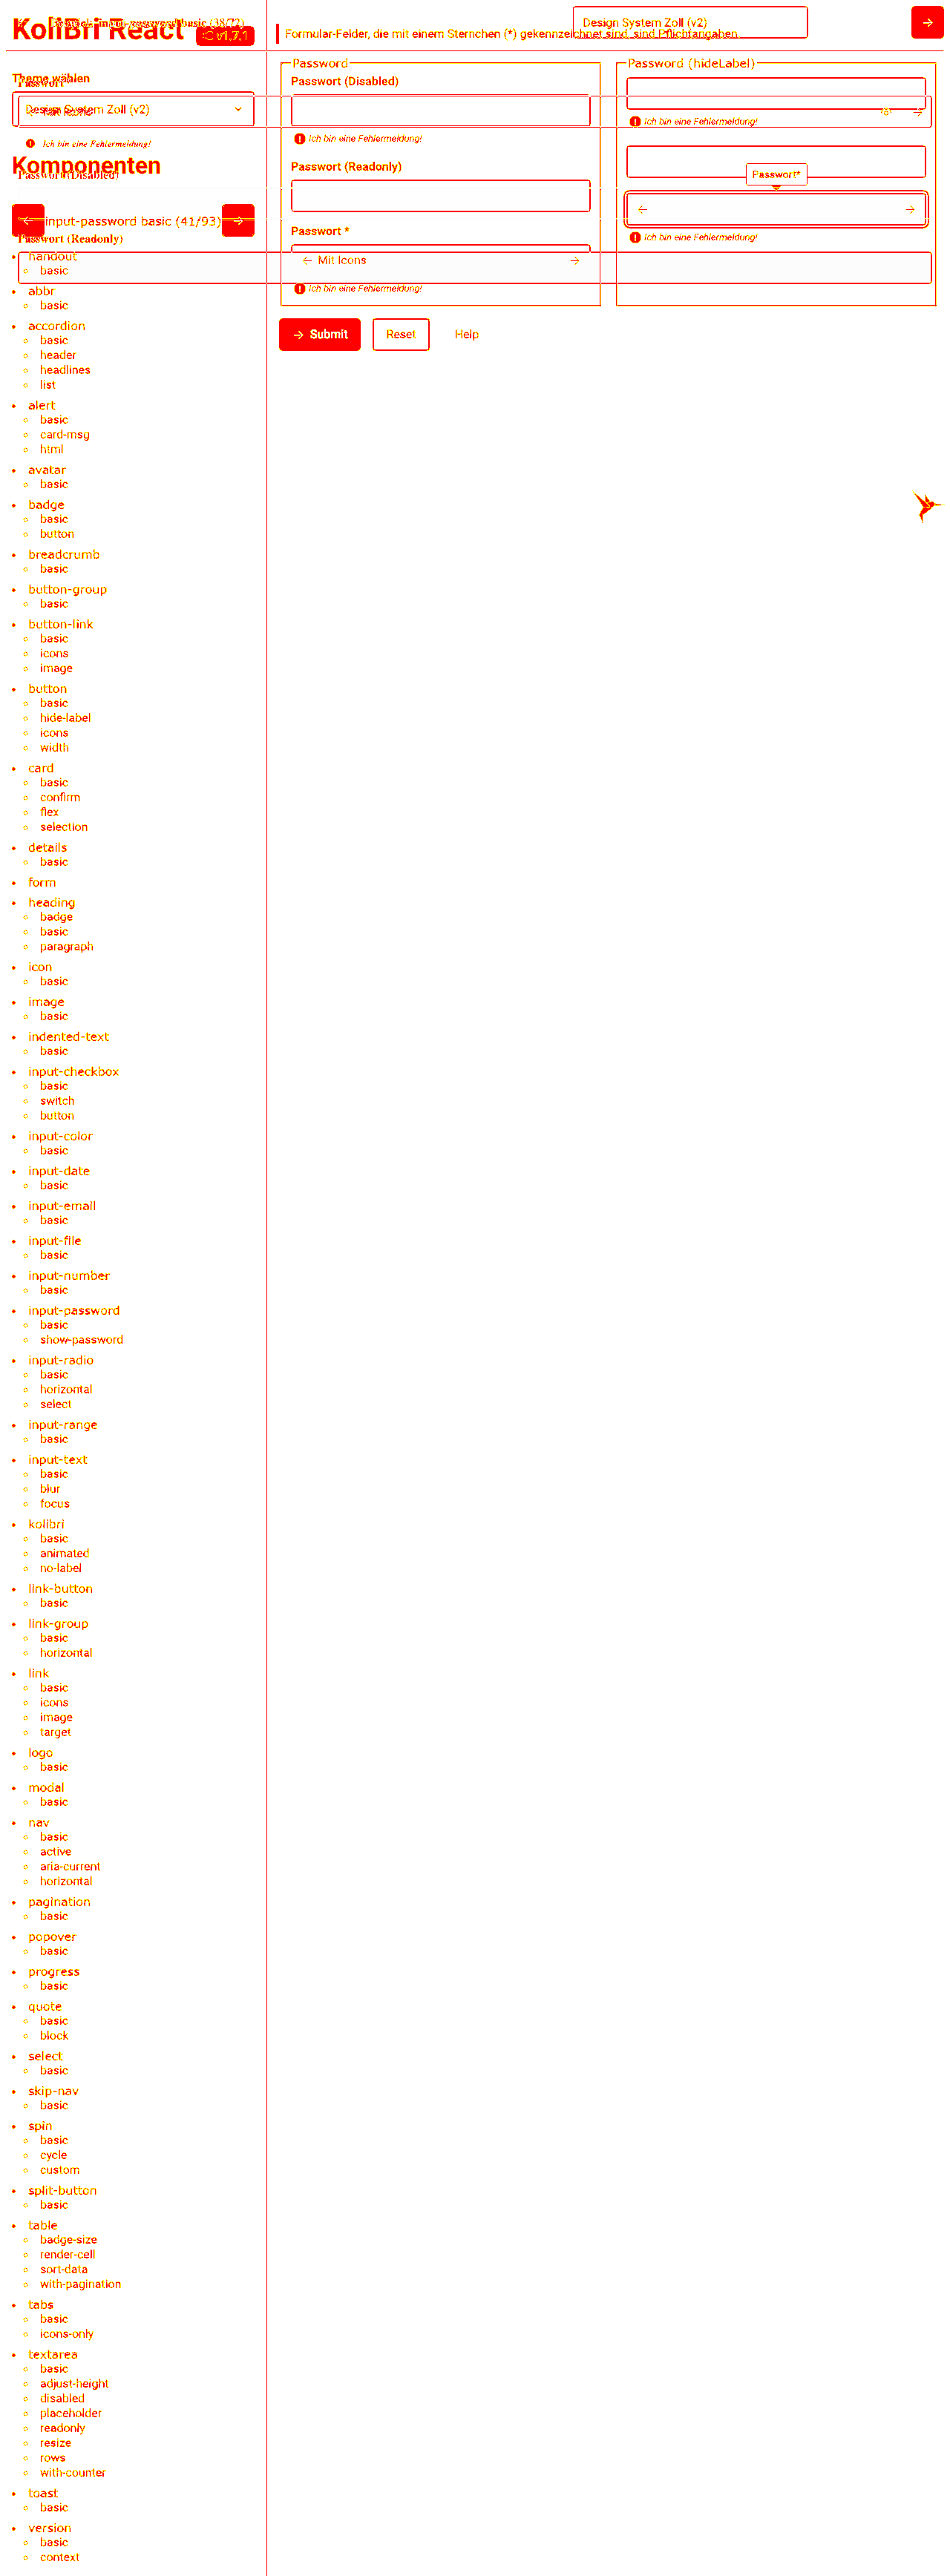 KoliBri React
v1.7.1
Formular-Felder, die mit einem Sternchen (*) gekennzeichnet sind, sind Pflichtangaben.
Design System Zoll (v2)
Theme wählen
Design System Zoll (v2)
Ich bin eine Fehlermeldung!
Komponenten
Passwort (Disabled)
input-password basic (41/93)
Passwort (Readonly)
Password
Passwort (Disabled)
Ich bin eine Fehlermeldung!
Passwort (Readonly)
Passwort *
Mit Icons
Ich bin eine Fehlermeldung!
Password (hideLabel)
Ich bin eine Fehlermeldung!
Passwort*
Ich bin eine Fehlermeldung!
Submit
Reset
Help
handout
basic
abbr
basic
accordion
basic
header
headlines
list
alert
basic
card-msg
html
avatar
basic
badge
basic
button
breadcrumb
basic
button-group
basic
button-link
basic
icons
image
button
basic
hide-label
icons
width
card
basic
confirm
flex
selection
details
basic
form
heading
badge
basic
paragraph
icon
basic
image
basic
indented-text
basic
input-checkbox
basic
switch
button
input-color
basic
input-date
basic
input-email
basic
input-file
basic
input-number
basic
input-password
basic
show-password
input-radio
basic
horizontal
select
input-range
basic
input-text
basic
blur
focus
kolibri
basic
animated
no-label
link-button
basic
link-group
basic
horizontal
link
basic
icons
image
target
logo
basic
modal
basic
nav
basic
active
aria-current
horizontal
pagination
basic
popover
basic
progress
basic
quote
basic
block
select
basic
skip-nav
basic
spin
basic
cycle
custom
split-button
basic
table
badge-size
render-cell
sort-data
with-pagination
tabs
basic
icons-only
textarea
basic
adjust-height
disabled
placeholder
readonly
resize
rows
with-counter
toast
basic
version
basic
context